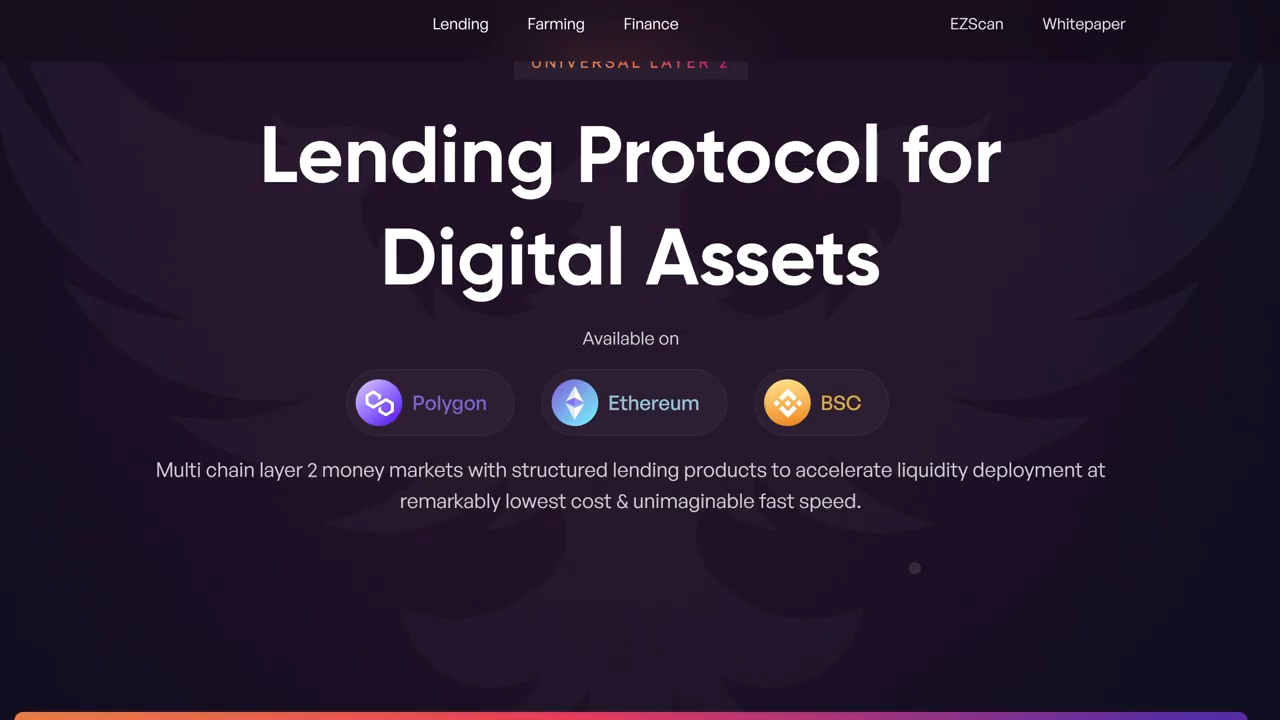 Lending Farming Finance EZScan Whitepaper
UNIVERSAL LAYER 2
Lending Protocol for
Digital Assets
Available on
Polygon Ethereum BSC
Multi chain layer 2 money markets with structured lending products to accelerate liquidity deployment at
remarkably lowest cost & unimaginable fast speed.